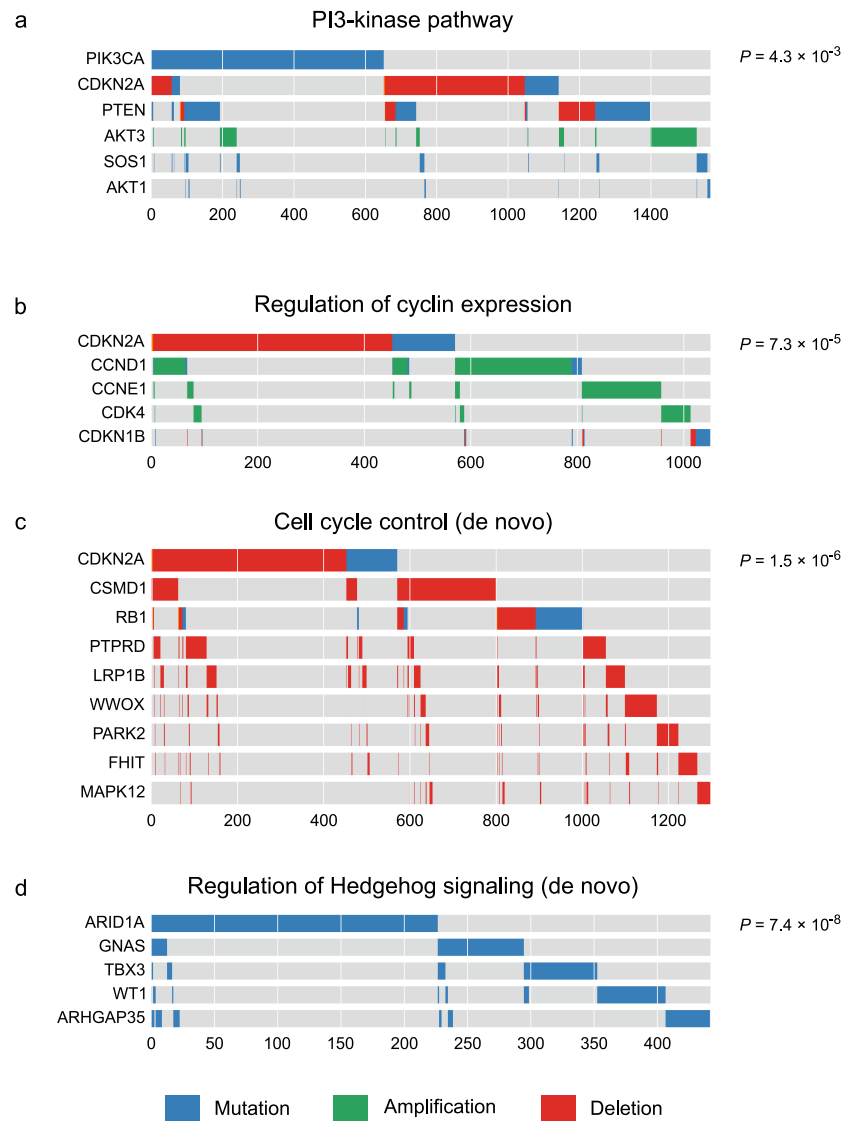 a
PI3-kinase pathway
PIK3CA
P = 4.3 × 10⁻³
CDKN2A
PTEN
AKT3
SOS1
AKT1
0 200 400 600 800 1000 1200 1400
b
Regulation of cyclin expression
CDKN2A
P = 7.3 × 10⁻⁵
CCND1
CCNE1
CDK4
CDKN1B
0 200 400 600 800 1000
c
Cell cycle control (de novo)
CDKN2A
P = 1.5 × 10⁻⁶
CSMD1
RB1
PTPRD
LRP1B
WWOX
PARK2
FHIT
MAPK12
0 200 400 600 800 1000 1200
d
Regulation of Hedgehog signaling (de novo)
ARID1A
P = 7.4 × 10⁻⁸
GNAS
TBX3
WT1
ARHGAP35
0 50 100 150 200 250 300 350 400
Mutation Amplification Deletion